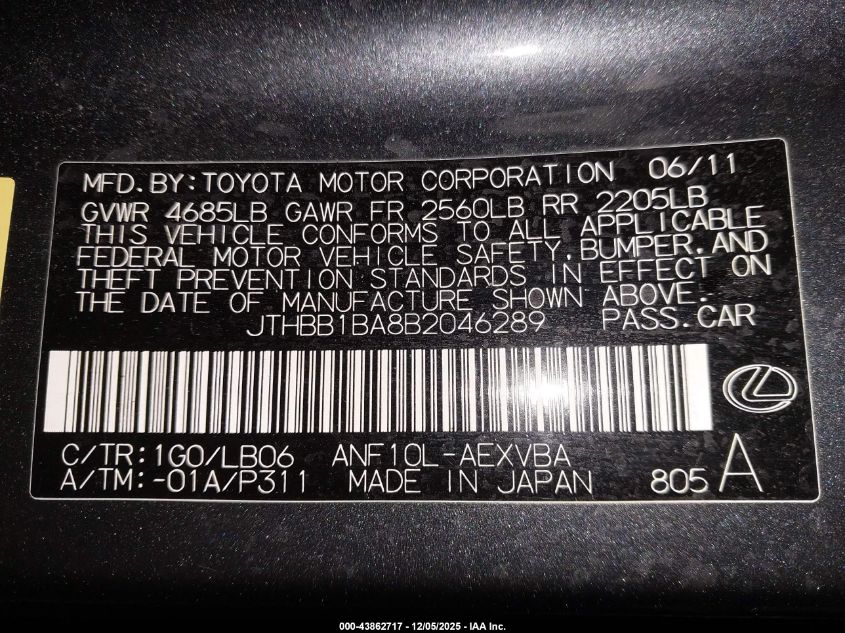 MFD.BY:TOYOTA MOTOR CORPORATION 06/11
GVWR 4685LB GAWR FR 2560LB RR 2205LB
THIS VEHICLE CONFORMS TO ALL APPLICABLE
FEDERAL MOTOR VEHICLE SAFETY,BUMPER,AND
THEFT PREVENTION STANDARDS IN EFFECT ON
THE DATE OF MANUFACTURE SHOWN ABOVE.
JTHBB1BA8B2046289 PASS.CAR
C/TR:1G0/LB06 ANF10L-AEXVBA
A/TM:-01A/P311 MADE IN JAPAN 805 A
000-43862717 - 12/05/2025 - IAA Inc.